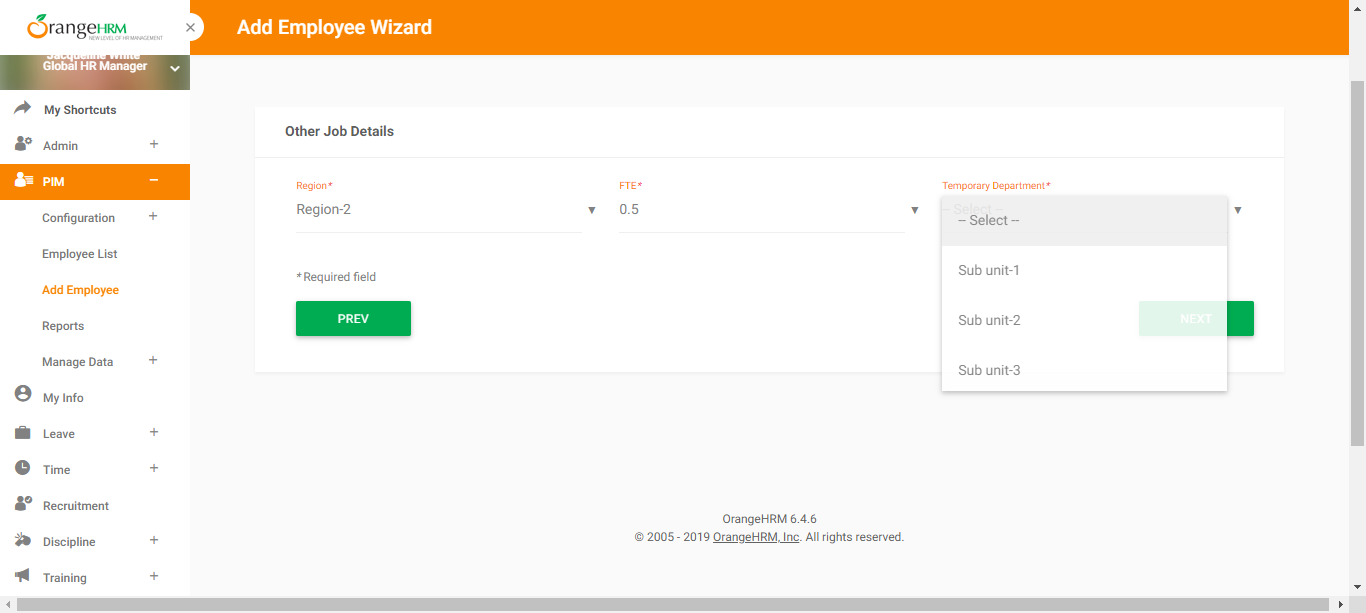 OrangeHRM
NEW LEVEL OF HR MANAGEMENT
Add Employee Wizard
Jacqueline White
Global HR Manager
My Shortcuts
Admin
PIM
Configuration
Employee List
Add Employee
Reports
Manage Data
My Info
Leave
Time
Recruitment
Discipline
Training
Other Job Details
Region*
FTE*
Temporary Department*
Region-2
0.5
-- Select --
-- Select --
Sub unit-1
Sub unit-2
Sub unit-3
* Required field
PREV
NEXT
OrangeHRM 6.4.6
© 2005 - 2019 OrangeHRM, Inc. All rights reserved.